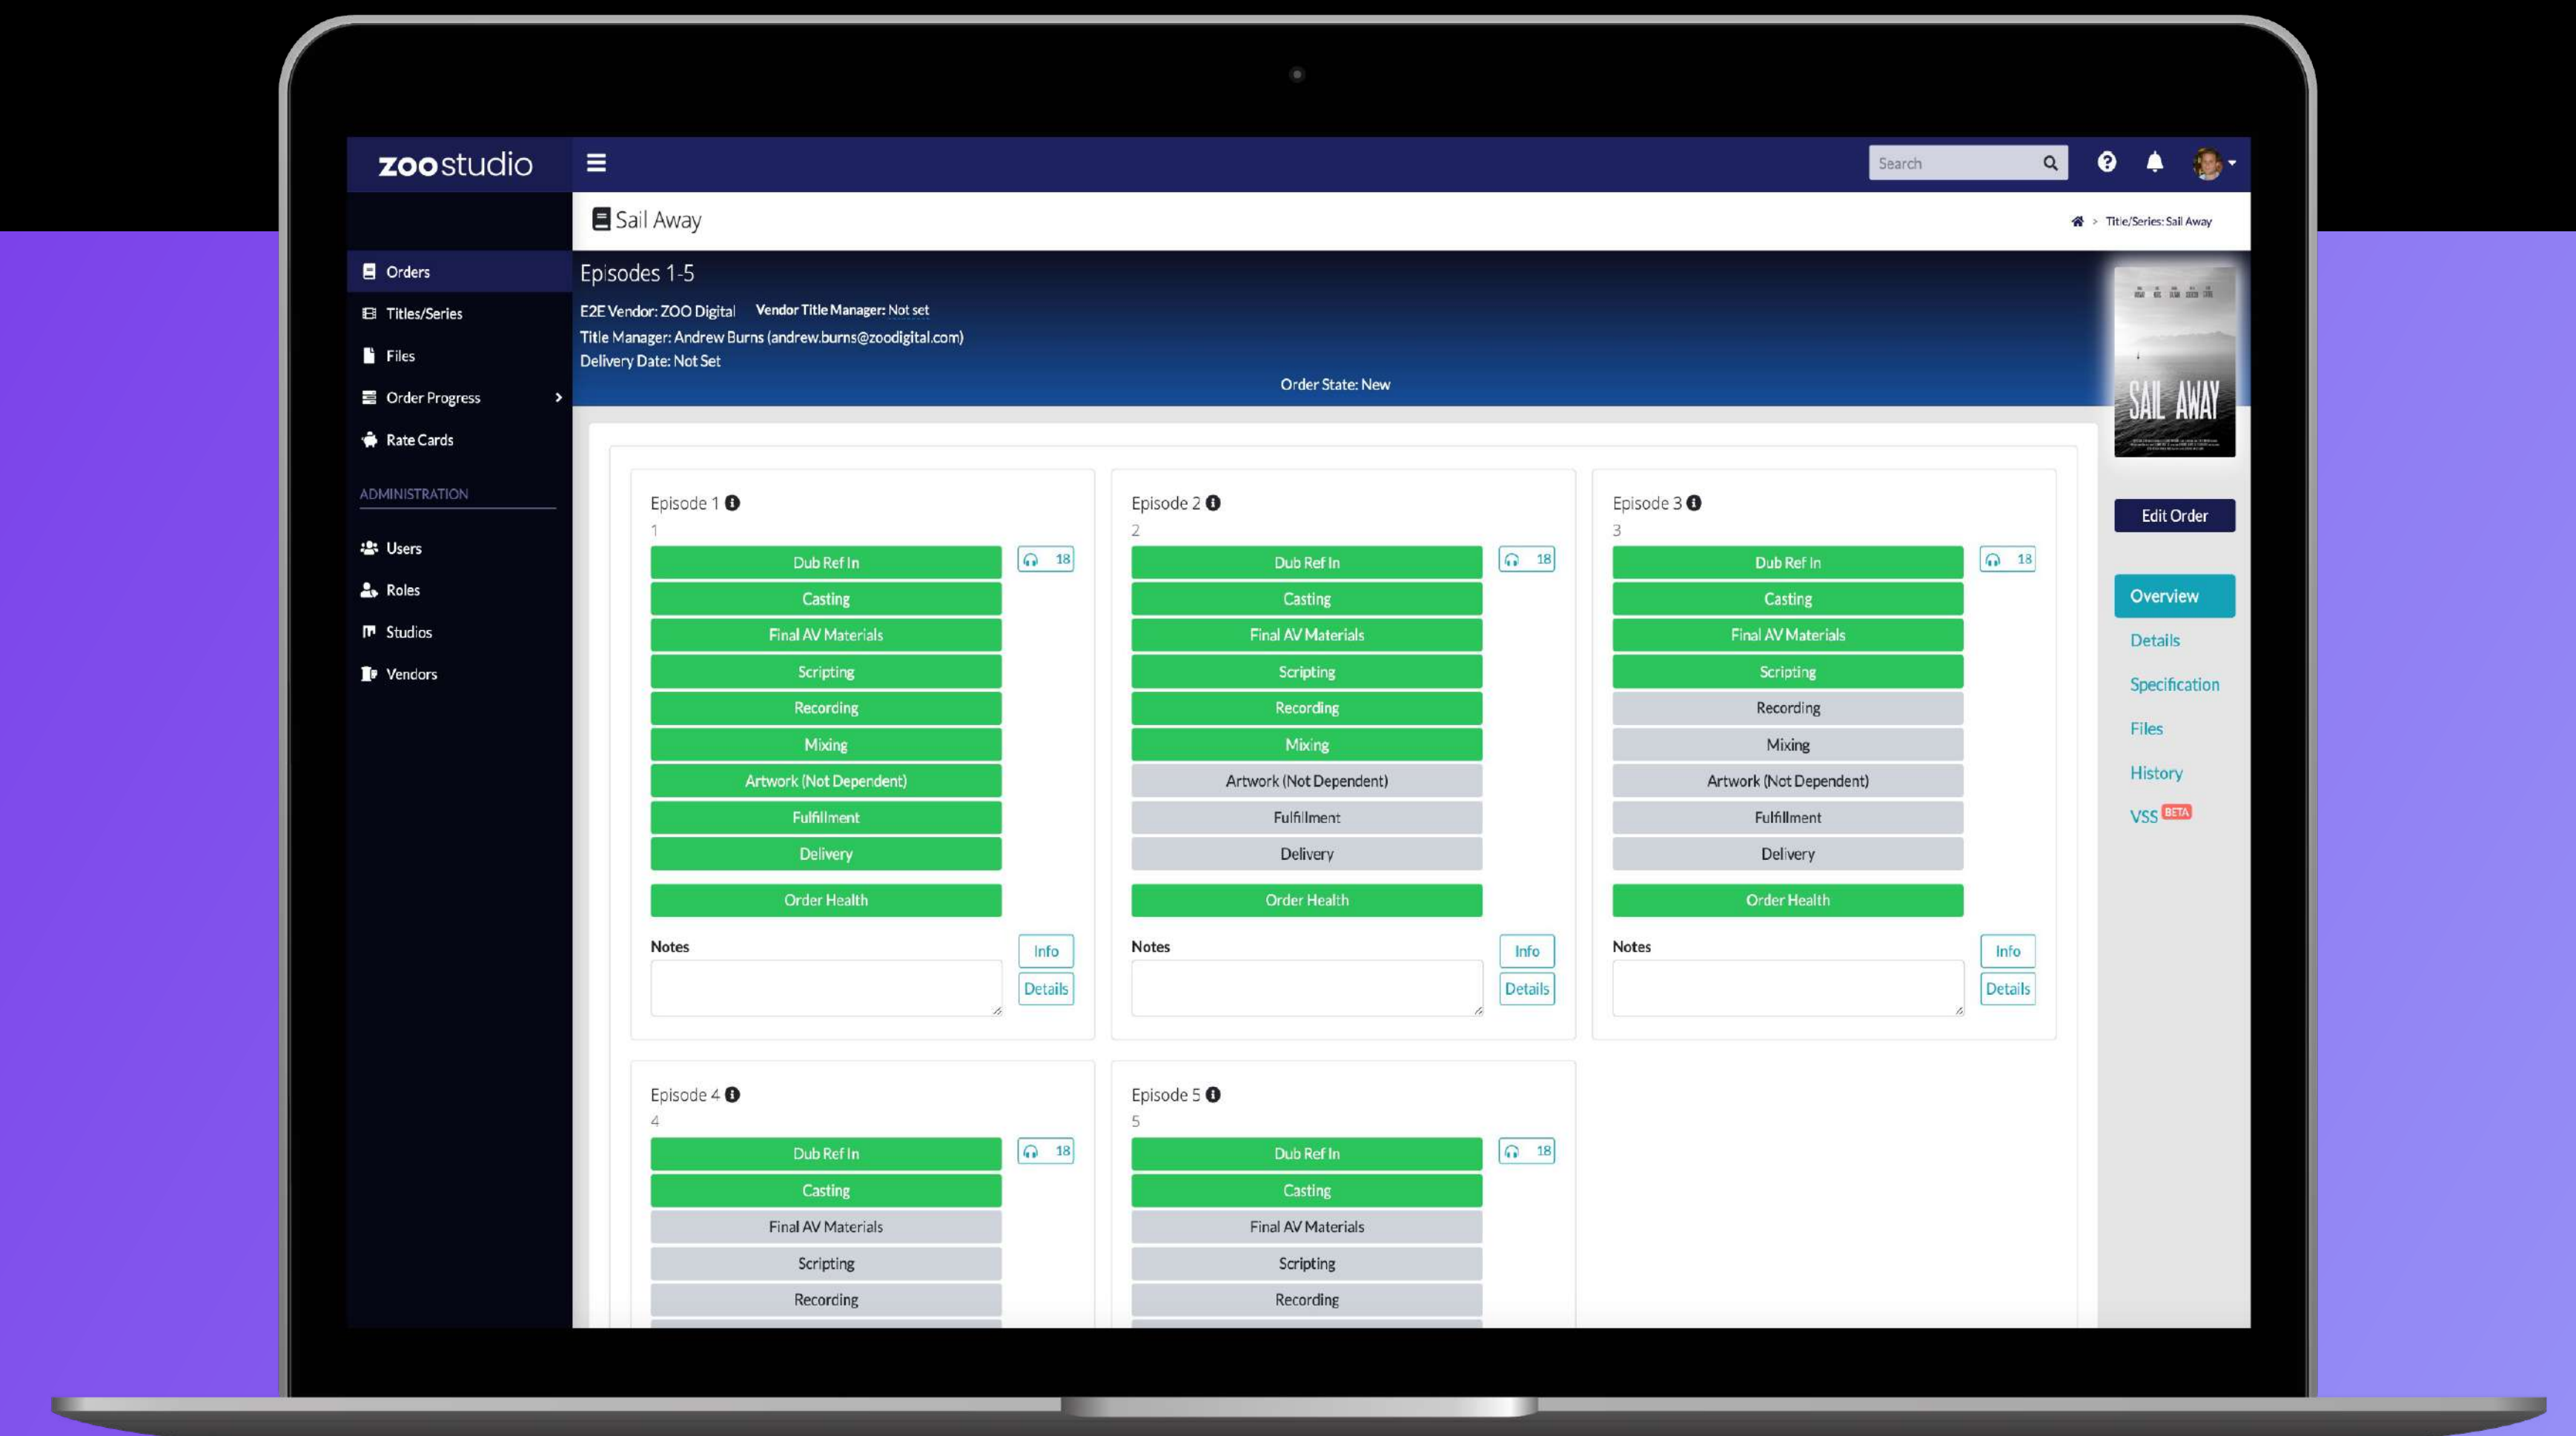 zoostudio
Search
Sail Away
> Title/Series: Sail Away
Orders
Titles/Series
Files
Order Progress
Rate Cards
ADMINISTRATION
Users
Roles
Studios
Vendors
Episodes 1-5
E2E Vendor: ZOO Digital Vendor Title Manager: Not set
Title Manager: Andrew Burns (andrew.burns@zoodigital.com)
Delivery Date: Not Set
Order State: New
SAIL AWAY
Episode 1
1
Dub Ref In
18
Casting
Final AV Materials
Scripting
Recording
Mixing
Artwork (Not Dependent)
Fulfillment
Delivery
Order Health
Notes
Info
Details
Episode 2
2
Dub Ref In
18
Casting
Final AV Materials
Scripting
Recording
Mixing
Artwork (Not Dependent)
Fulfillment
Delivery
Order Health
Notes
Info
Details
Episode 3
3
Dub Ref In
18
Casting
Final AV Materials
Scripting
Recording
Mixing
Artwork (Not Dependent)
Fulfillment
Delivery
Order Health
Notes
Info
Details
Episode 4
4
Dub Ref In
18
Casting
Final AV Materials
Scripting
Recording
Episode 5
5
Dub Ref In
18
Casting
Final AV Materials
Scripting
Recording
Edit Order
Overview
Details
Specification
Files
History
VSS BETA